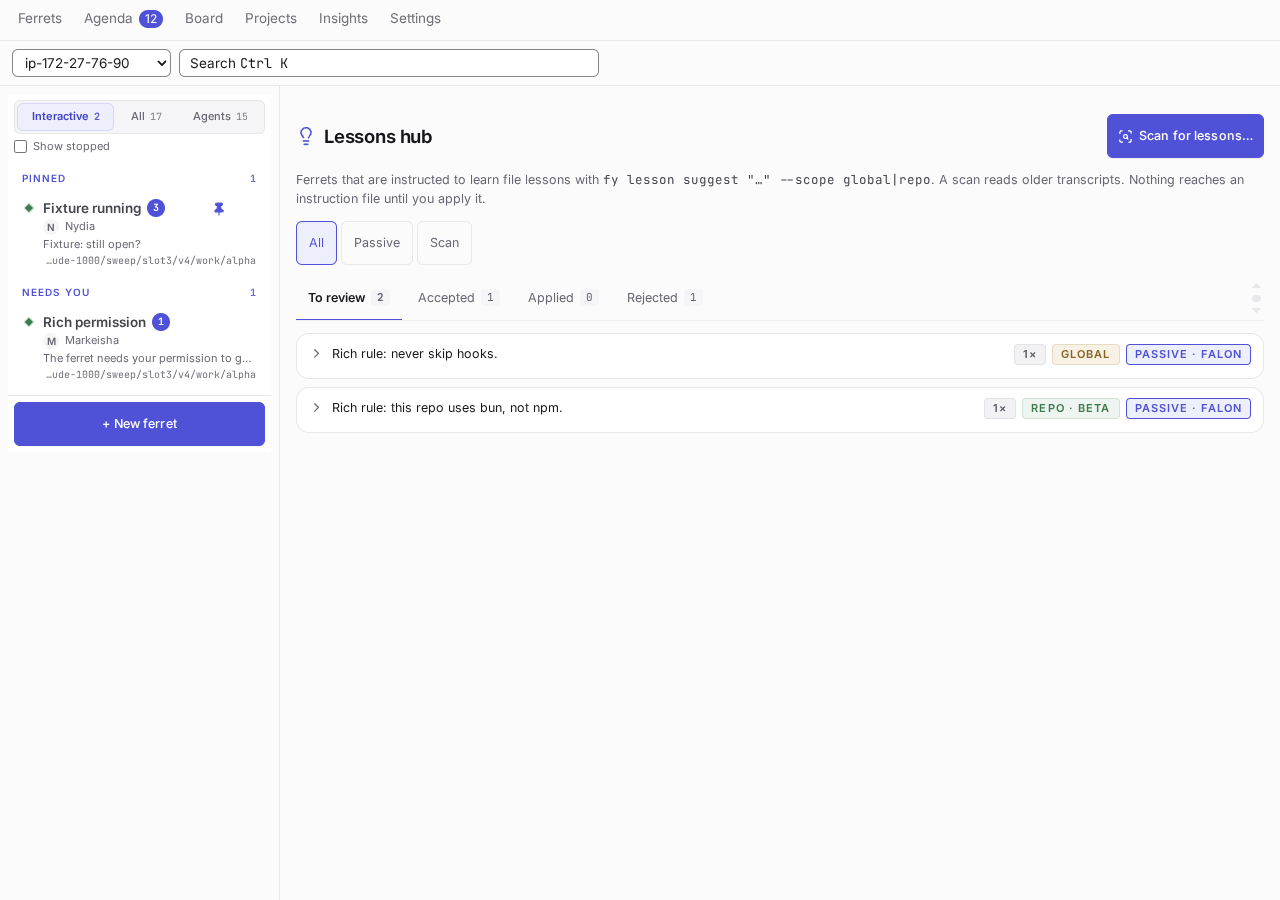 Ferrets Agenda 12 Board Projects Insights Settings
ip-172-27-76-90 Search Ctrl K
Interactive 2 All 17 Agents 15
Show stopped
PINNED 1
Fixture running 3
N Nydia
Fixture: still open?
…ude-1000/sweep/slot3/v4/work/alpha
NEEDS YOU 1
Rich permission 1
M Markeisha
The ferret needs your permission to g…
…ude-1000/sweep/slot3/v4/work/alpha
+ New ferret
Lessons hub
Scan for lessons…
Ferrets that are instructed to learn file lessons with fy lesson suggest "…" --scope global|repo. A scan reads older transcripts. Nothing reaches an
instruction file until you apply it.
All Passive Scan
To review 2 Accepted 1 Applied 0 Rejected 1
Rich rule: never skip hooks. 1× GLOBAL PASSIVE · FALON
Rich rule: this repo uses bun, not npm. 1× REPO · BETA PASSIVE · FALON